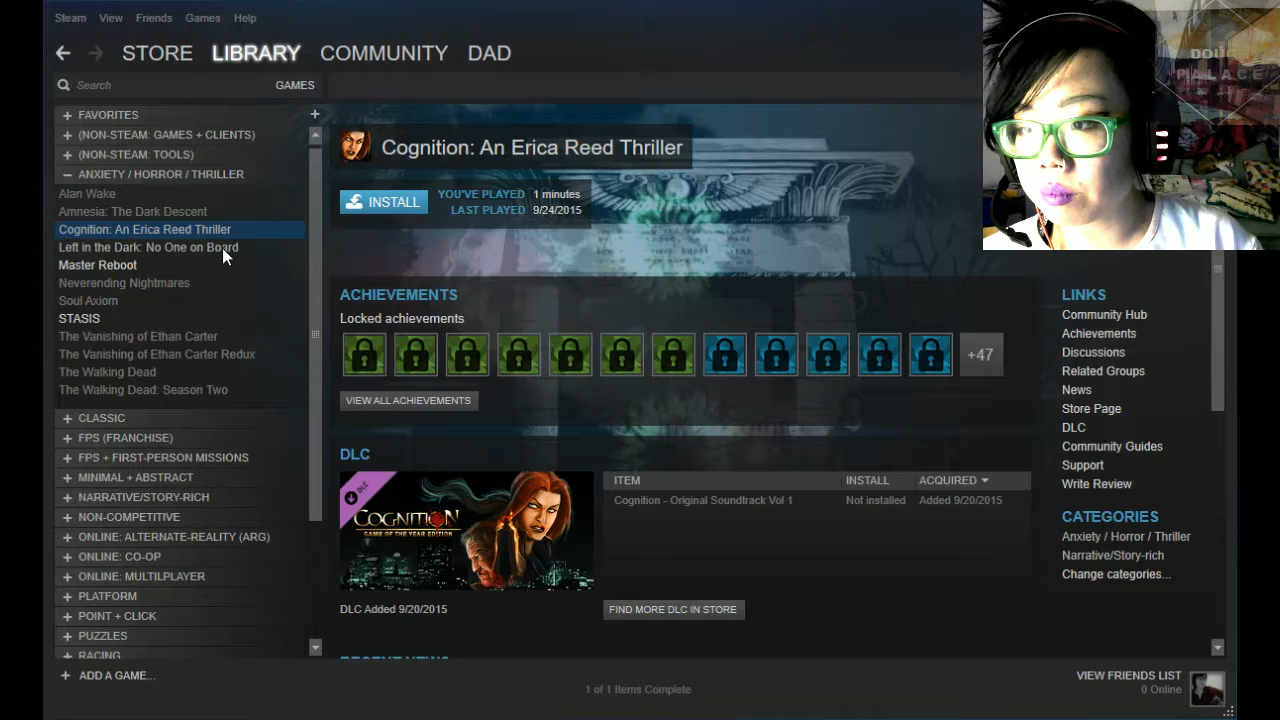 Steam View Friends Games Help
STORE LIBRARY COMMUNITY DAD
Search GAMES
FAVORITES
(NON-STEAM: GAMES + CLIENTS)
(NON-STEAM: TOOLS)
ANXIETY / HORROR / THRILLER
Alan Wake
Amnesia: The Dark Descent
Cognition: An Erica Reed Thriller
Left in the Dark: No One on Board
Master Reboot
Neverending Nightmares
Soul Axiom
STASIS
The Vanishing of Ethan Carter
The Vanishing of Ethan Carter Redux
The Walking Dead
The Walking Dead: Season Two
CLASSIC
FPS (FRANCHISE)
FPS + FIRST-PERSON MISSIONS
MINIMAL + ABSTRACT
NARRATIVE/STORY-RICH
NON-COMPETITIVE
ONLINE: ALTERNATE-REALITY (ARG)
ONLINE: CO-OP
ONLINE: MULTIPLAYER
PLATFORM
POINT + CLICK
PUZZLES
RACING
ADD A GAME...
Cognition: An Erica Reed Thriller
INSTALL
YOU'VE PLAYED 1 minutes
LAST PLAYED 9/24/2015
ACHIEVEMENTS
Locked achievements
+47
VIEW ALL ACHIEVEMENTS
DLC
DLC
COGNITION
GAME OF THE YEAR EDITION
DLC Added 9/20/2015
ITEM INSTALL ACQUIRED
Cognition - Original Soundtrack Vol 1 Not installed Added 9/20/2015
FIND MORE DLC IN STORE
RECENT NEWS
LINKS
Community Hub
Achievements
Discussions
Related Groups
News
Store Page
DLC
Community Guides
Support
Write Review
CATEGORIES
Anxiety / Horror / Thriller
Narrative/Story-rich
Change categories...
1 of 1 Items Complete
VIEW FRIENDS LIST
0 Online
PALACE